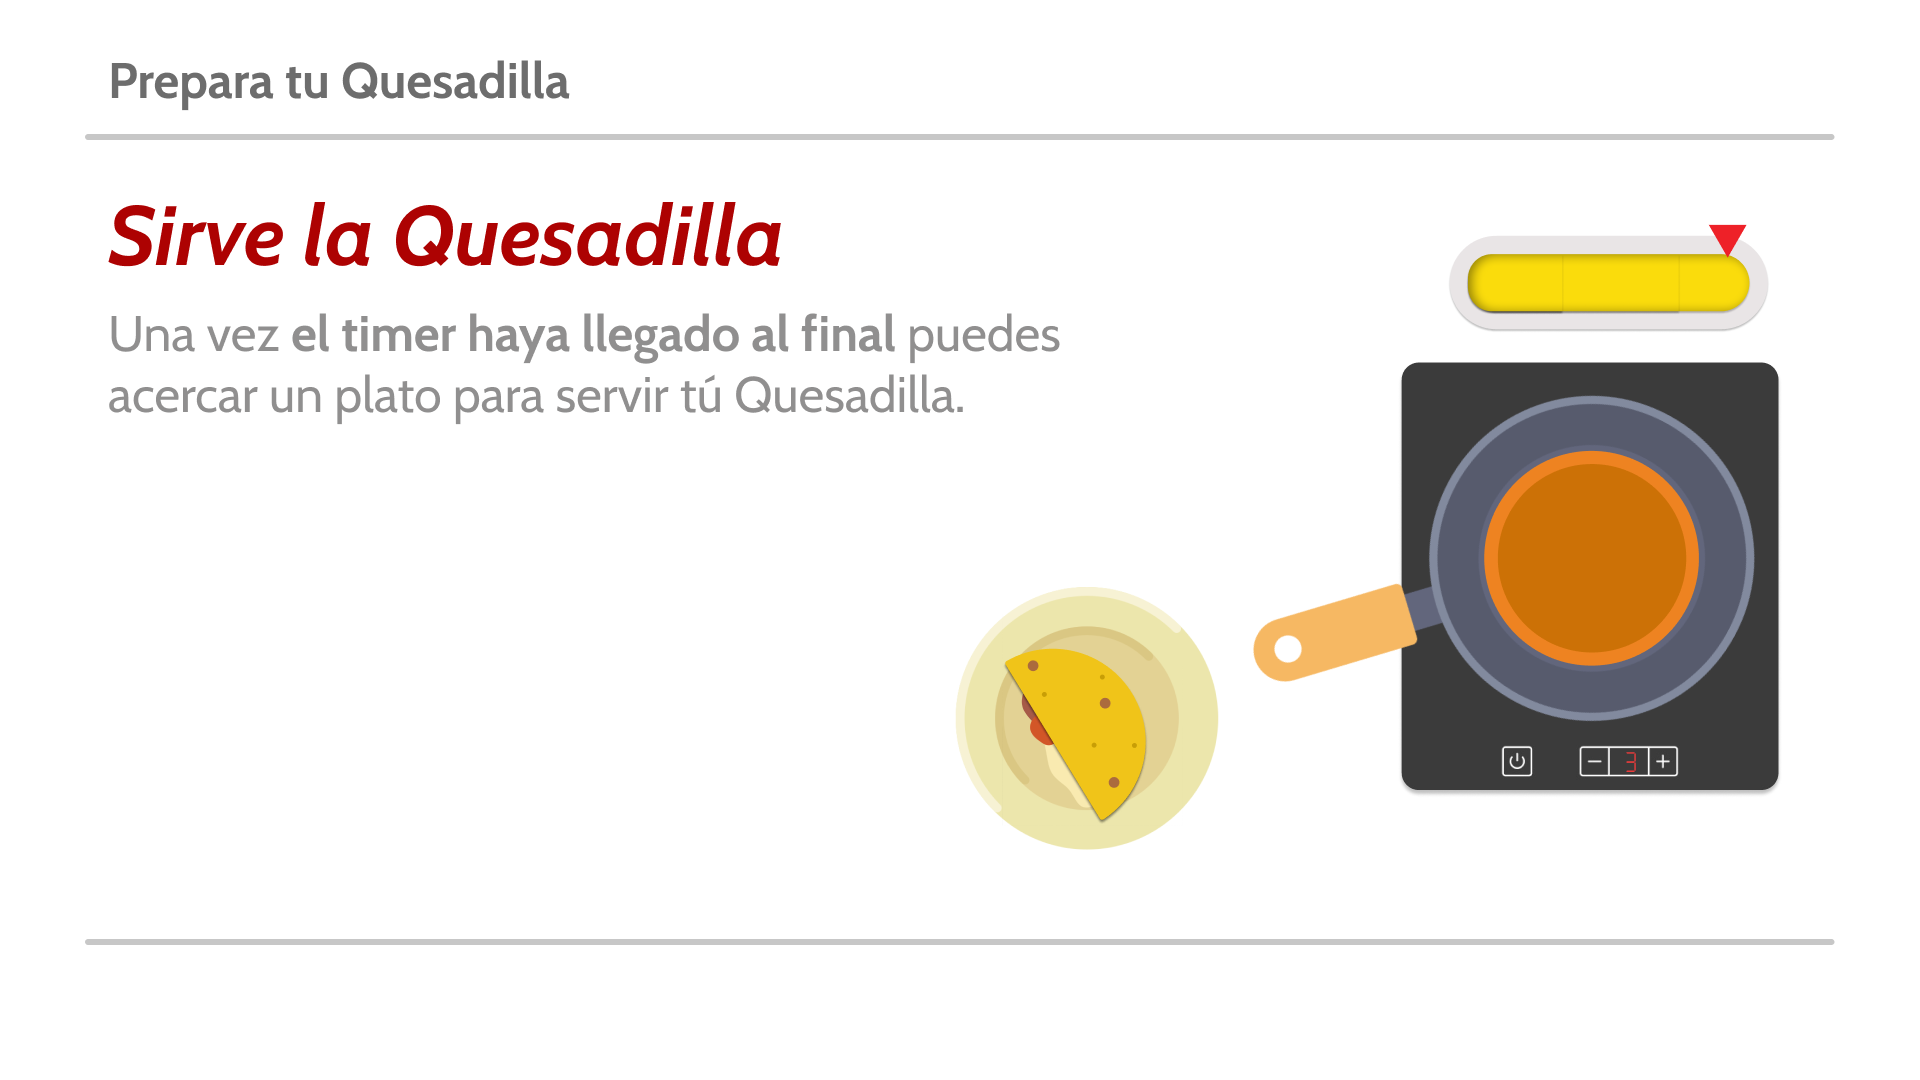 Prepara tu Quesadilla
Sirve la Quesadilla
Una vez el timer haya llegado al final puedes
acercar un plato para servir tú Quesadilla.
− 3 +